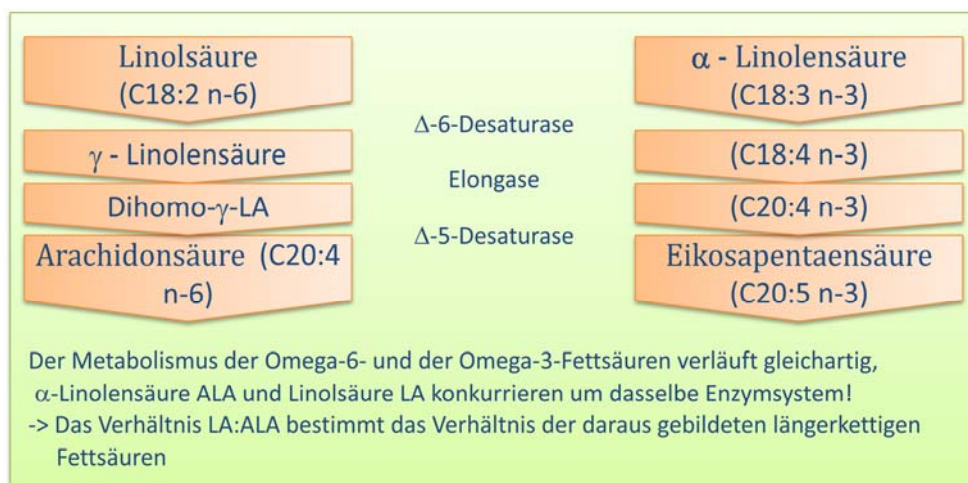 Linolsäure
(C18:2 n-6)
γ - Linolensäure
Dihomo-γ-LA
Arachidonsäure (C20:4
n-6)
Δ-6-Desaturase
Elongase
Δ-5-Desaturase
α - Linolensäure
(C18:3 n-3)
(C18:4 n-3)
(C20:4 n-3)
Eikosapentaensäure
(C20:5 n-3)
Der Metabolismus der Omega-6- und der Omega-3-Fettsäuren verläuft gleichartig,
α-Linolensäure ALA und Linolsäure LA konkurrieren um dasselbe Enzymsystem!
-> Das Verhältnis LA:ALA bestimmt das Verhältnis der daraus gebildeten längerkettigen
Fettsäuren